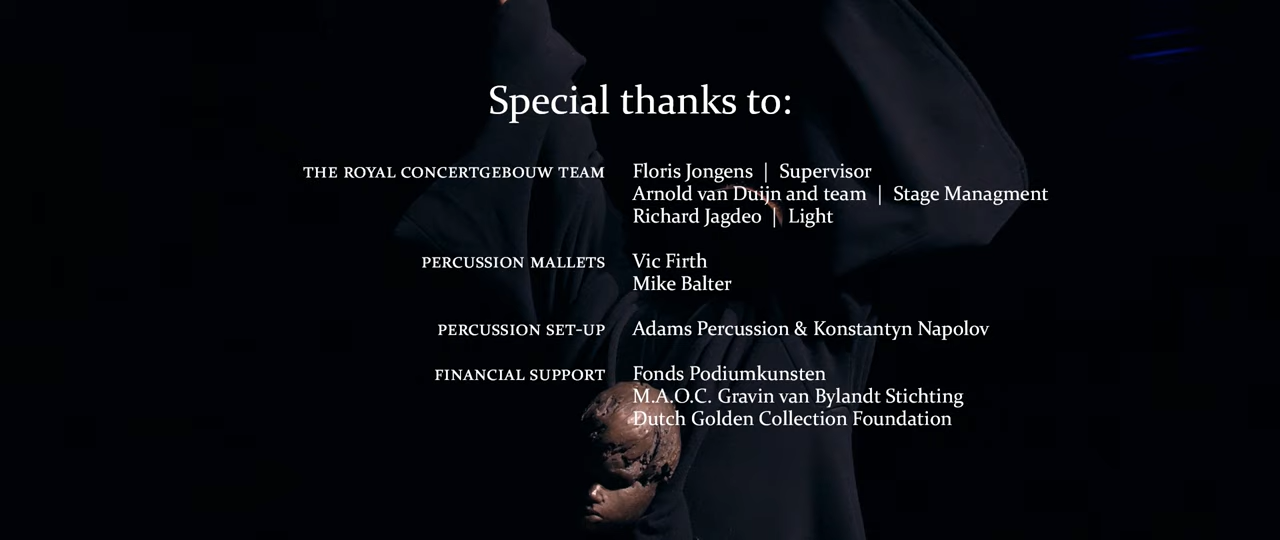 Special thanks to:
THE ROYAL CONCERTGEBOUW TEAM Floris Jongens | Supervisor
Arnold van Duijn and team | Stage Managment
Richard Jagdeo | Light
PERCUSSION MALLETS Vic Firth
Mike Balter
PERCUSSION SET-UP Adams Percussion & Konstantyn Napolov
FINANCIAL SUPPORT Fonds Podiumkunsten
M.A.O.C. Gravin van Bylandt Stichting
Dutch Golden Collection Foundation